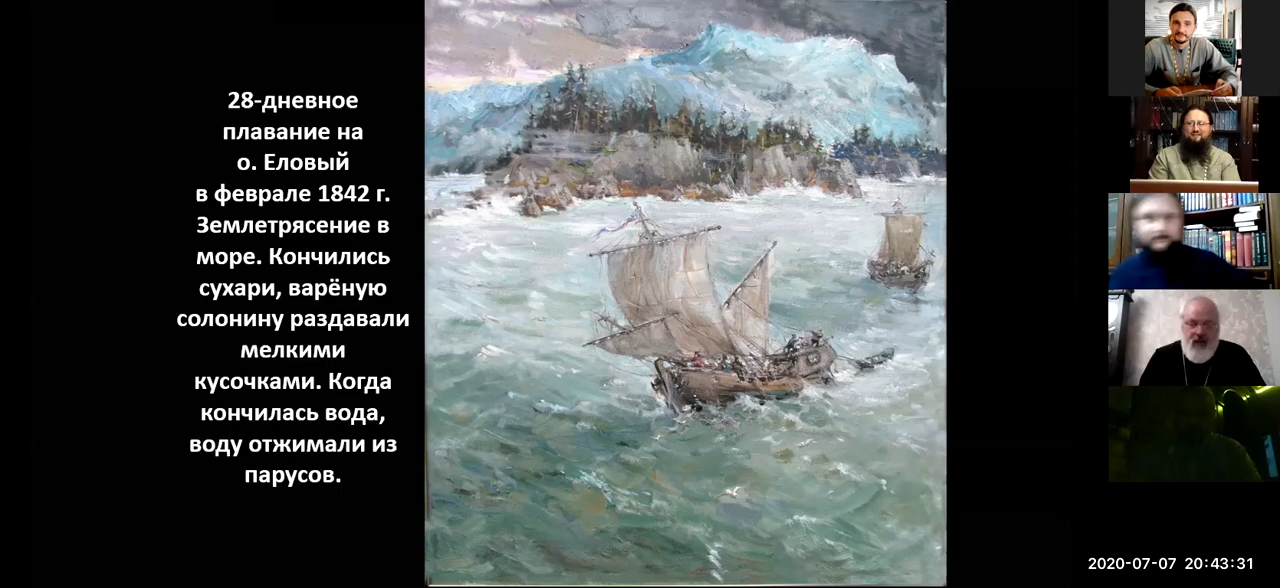 28-дневное
плавание на
о. Еловый
в феврале 1842 г.
Землетрясение в
море. Кончились
сухари, варёную
солонину раздавали
мелкими
кусочками. Когда
кончилась вода,
воду отжимали из
парусов.
2020-07-07 20:43:31